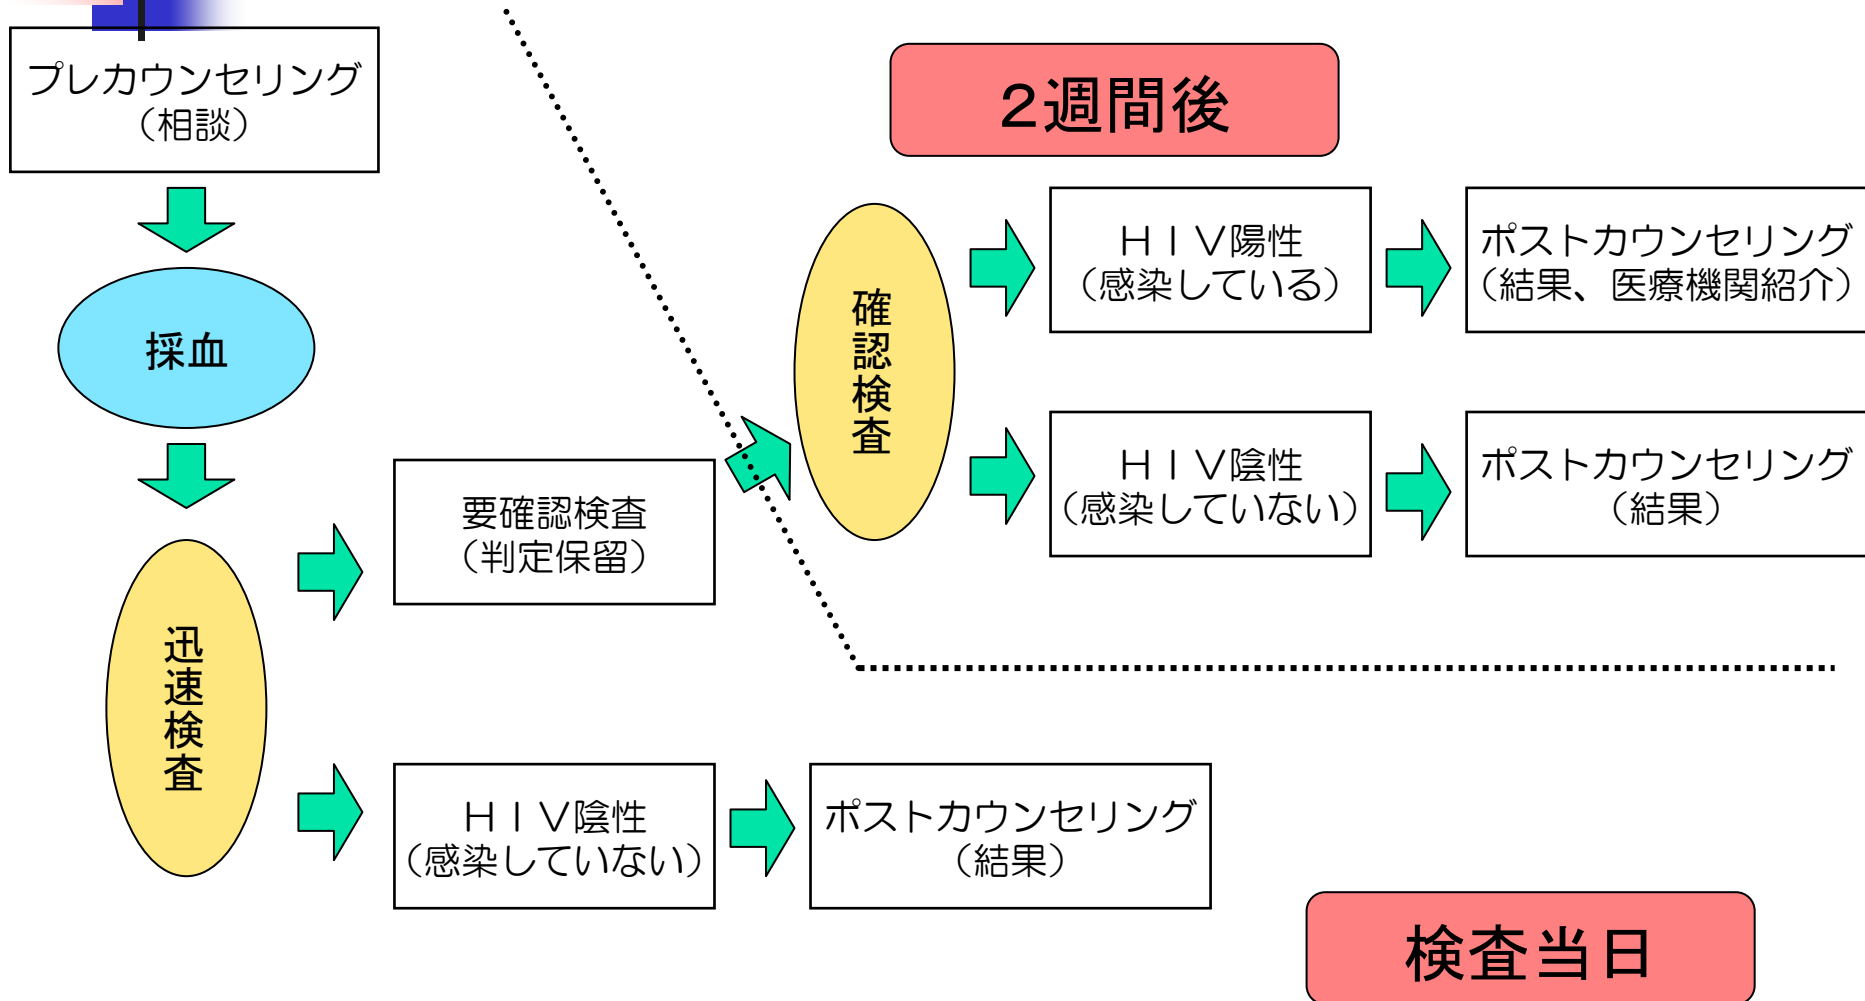 プレカウンセリング
（相談）
採血
迅速検査
要確認検査
（判定保留）
ＨＩＶ陰性
（感染していない）
ポストカウンセリング
（結果）
検査当日
２週間後
確認検査
ＨＩＶ陽性
（感染している）
ポストカウンセリング
（結果、医療機関紹介）
ＨＩＶ陰性
（感染していない）
ポストカウンセリング
（結果）